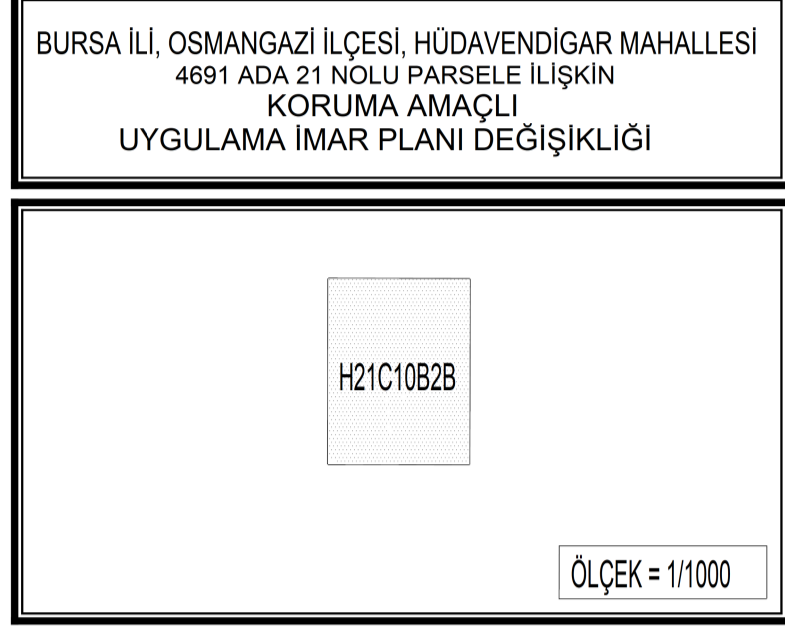 BURSA İLİ, OSMANGAZİ İLÇESİ, HÜDAVENDİGAR MAHALLESİ
4691 ADA 21 NOLU PARSELE İLİŞKİN
KORUMA AMAÇLI
UYGULAMA İMAR PLANI DEĞİŞİKLİĞİ
H21C10B2B
ÖLÇEK = 1/1000